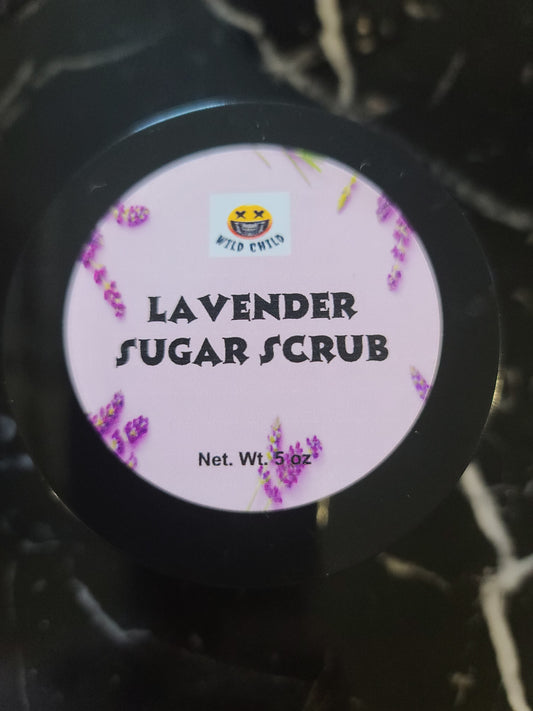 WILD CHILD
LAVENDER
SUGAR SCRUB
Net. Wt. 5 oz